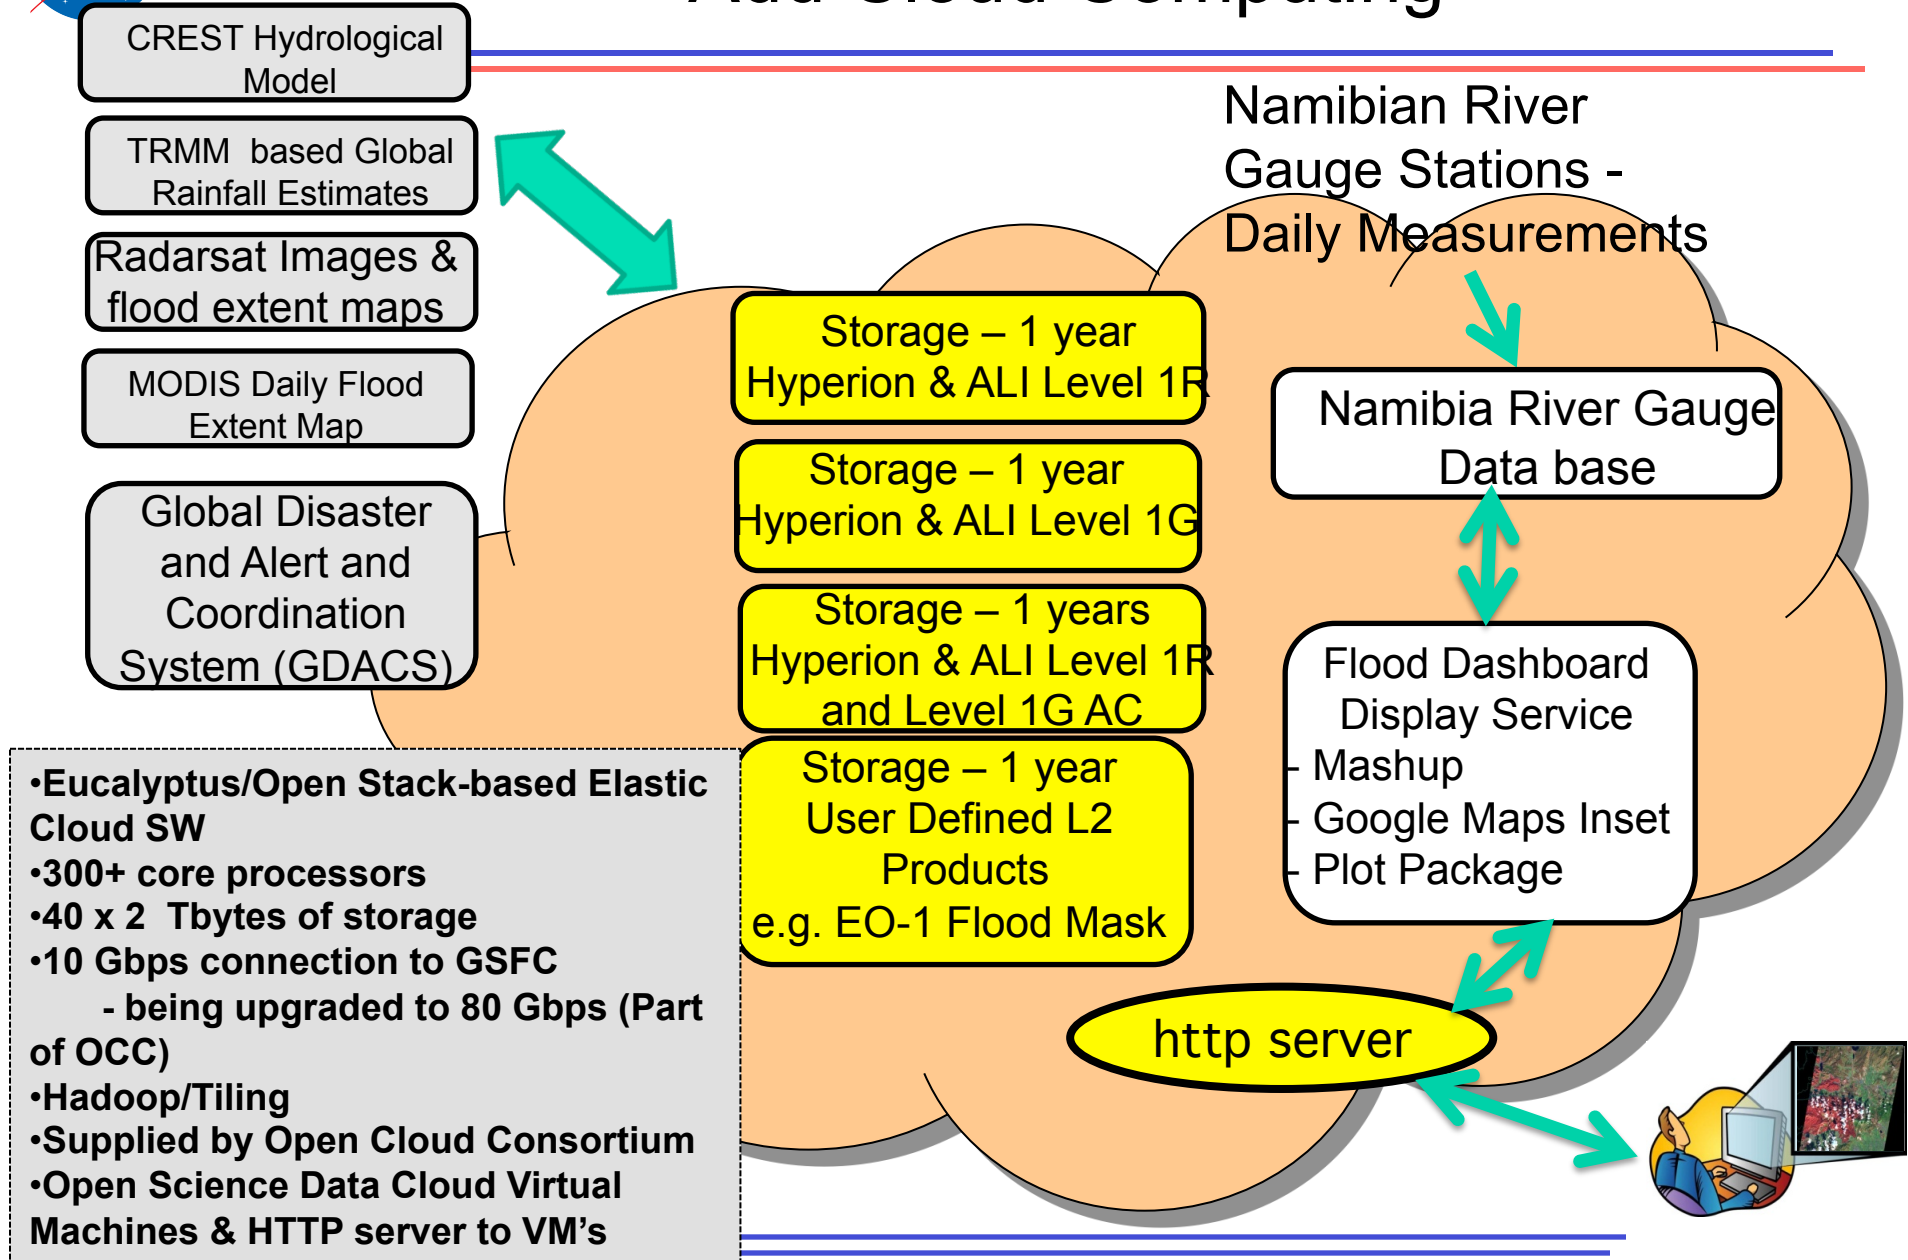 Add Cloud Computing
CREST Hydrological
Model
TRMM based Global
Rainfall Estimates
Radarsat Images &
flood extent maps
MODIS Daily Flood
Extent Map
Global Disaster
and Alert and
Coordination
System (GDACS)
•Eucalyptus/Open Stack-based Elastic
Cloud SW
•300+ core processors
•40 x 2 Tbytes of storage
•10 Gbps connection to GSFC
- being upgraded to 80 Gbps (Part
of OCC)
•Hadoop/Tiling
•Supplied by Open Cloud Consortium
•Open Science Data Cloud Virtual
Machines & HTTP server to VM’s
Storage – 1 year
Hyperion & ALI Level 1R
Storage – 1 year
Hyperion & ALI Level 1G
Storage – 1 years
Hyperion & ALI Level 1R
and Level 1G AC
Storage – 1 year
User Defined L2
Products
e.g. EO-1 Flood Mask
Namibian River
Gauge Stations -
Daily Measurements
Namibia River Gauge
Data base
Flood Dashboard
Display Service
- Mashup
- Google Maps Inset
- Plot Package
http server